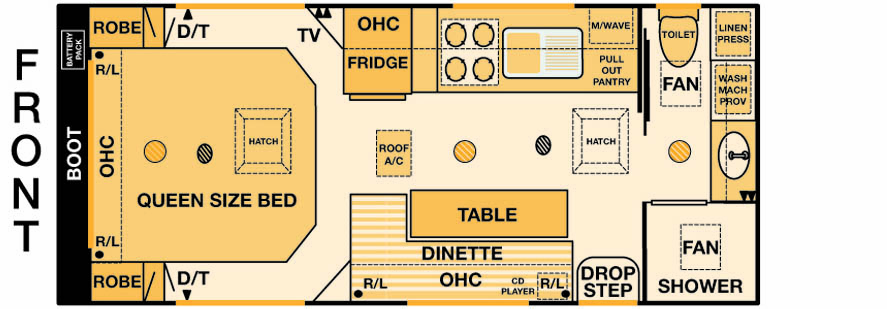 FRONT
BATTERY PACK
BOOT
ROBE
D/T
R/L
OHC
HATCH
QUEEN SIZE BED
R/L
ROBE
D/T
TV
OHC
FRIDGE
M/WAVE
PULL
OUT
PANTRY
TOILET
FAN
LINEN
PRESS
WASH
MACH
PROV
ROOF
A/C
HATCH
TABLE
DINETTE
OHC
R/L
CD
PLAYER
R/L
DROP
STEP
FAN
SHOWER